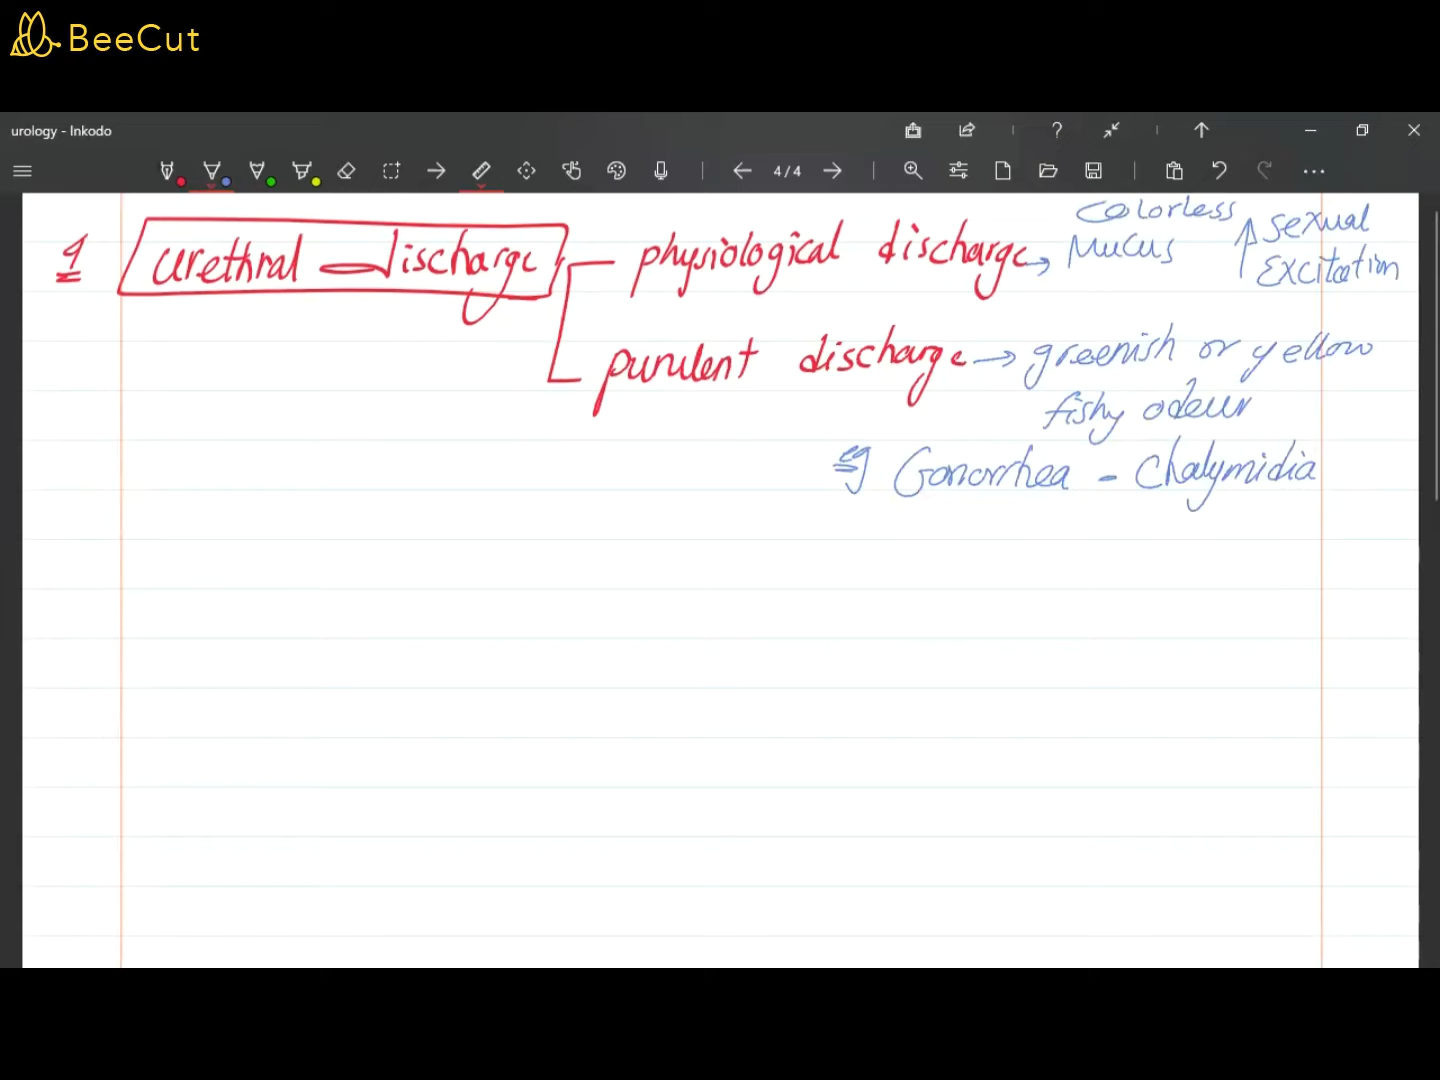 BeeCut
urology - Inkodo
4/4
1 urethral discharge
physiological discharge → colorless
Mucus ↑ sexual
Excitation
purulent discharge → greenish or yellow
fishy odeur
eg Gonorrhea - Chalymidia